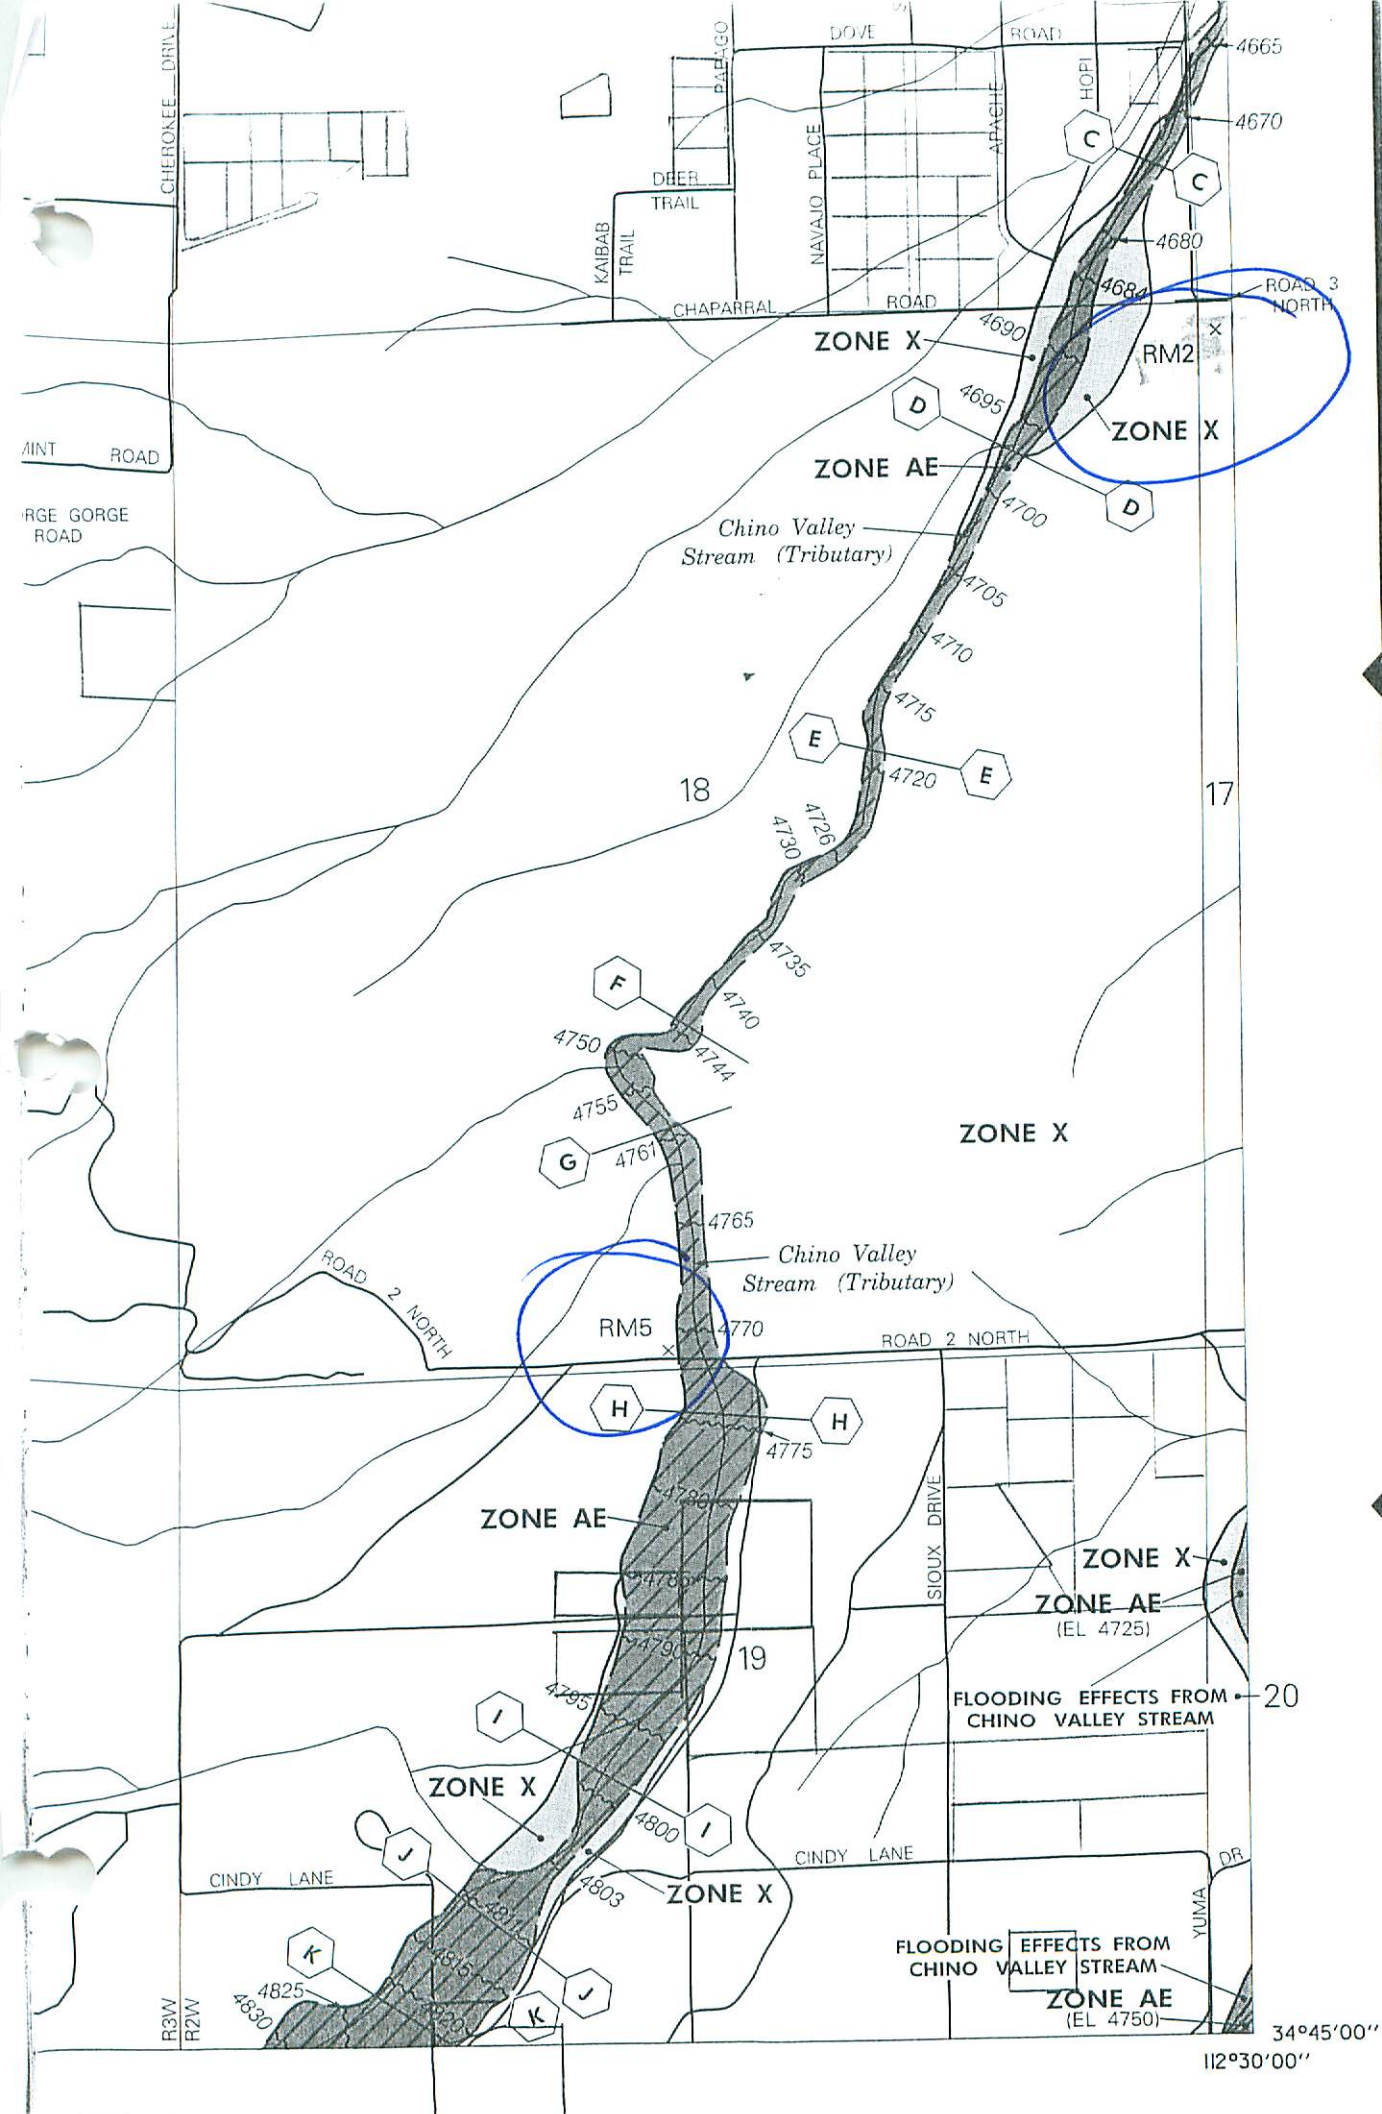 CHEROKEE DRIVE
PAPAGO
DOVE ROAD
HOPI
APACHE
NAVAJO PLACE
4665
4670
C
C
DEER
TRAIL
KAIBAB
TRAIL
4680
4684
ROAD 3
NORTH
CHAPARRAL ROAD
4690
ZONE X
RM2
×
4695
D
ZONE X
ROAD
ZONE AE
D
4700
GORGE
ROAD
Chino Valley
Stream (Tributary)
4705
4710
4715
E
E
4720
18
17
4726
4730
4735
F
4740
4750
4744
4755
ZONE X
G
4761
4765
Chino Valley
Stream (Tributary)
ROAD 2 NORTH
RM5
×
4770
ROAD 2 NORTH
H
H
4775
4780
ZONE AE
SIOUX DRIVE
ZONE X
4785
ZONE AE
(EL 4725)
4790
19
4795
I
FLOODING EFFECTS FROM
CHINO VALLEY STREAM
20
ZONE X
4800
I
J
CINDY LANE
DR
CINDY LANE
4803
ZONE X
YUMA
K
4815
FLOODING EFFECTS FROM
CHINO VALLEY STREAM
4825
J
ZONE AE
(EL 4750)
4830
K
R3W
R2W
34°45'00"
112°30'00"